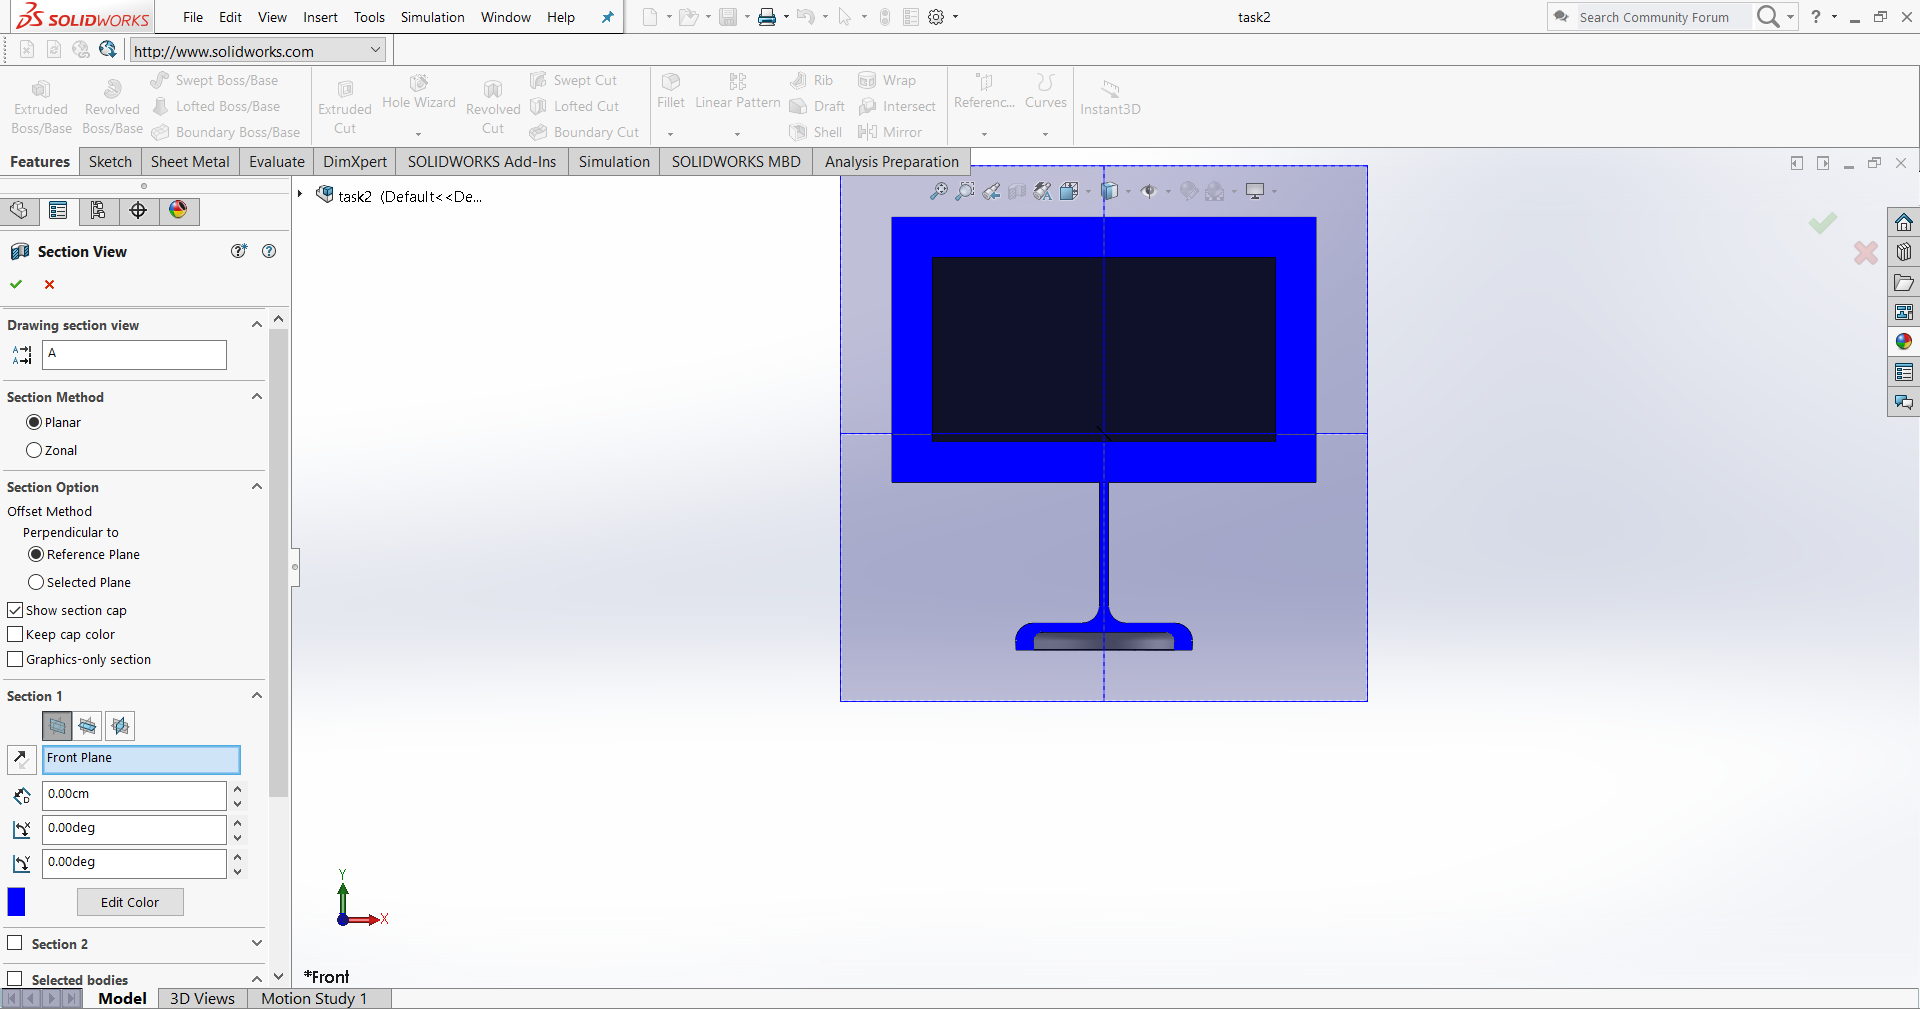 SOLIDWORKS File Edit View Insert Tools Simulation Window Help task2 Search Community Forum ?
http://www.solidworks.com
Extruded Boss/Base
Revolved Boss/Base
Swept Boss/Base
Lofted Boss/Base
Boundary Boss/Base
Extruded Cut
Hole Wizard
Revolved Cut
Swept Cut
Lofted Cut
Boundary Cut
Fillet
Linear Pattern
Rib
Draft
Shell
Wrap
Intersect
Mirror
Referenc...
Curves
Instant3D
Features Sketch Sheet Metal Evaluate DimXpert SOLIDWORKS Add-Ins Simulation SOLIDWORKS MBD Analysis Preparation
task2 (Default<<De...
Section View
Drawing section view
A
Section Method
Planar
Zonal
Section Option
Offset Method
Perpendicular to
Reference Plane
Selected Plane
Show section cap
Keep cap color
Graphics-only section
Section 1
Front Plane
0.00cm
0.00deg
0.00deg
Edit Color
Section 2
Selected bodies
Y
X
*Front
Model 3D Views Motion Study 1